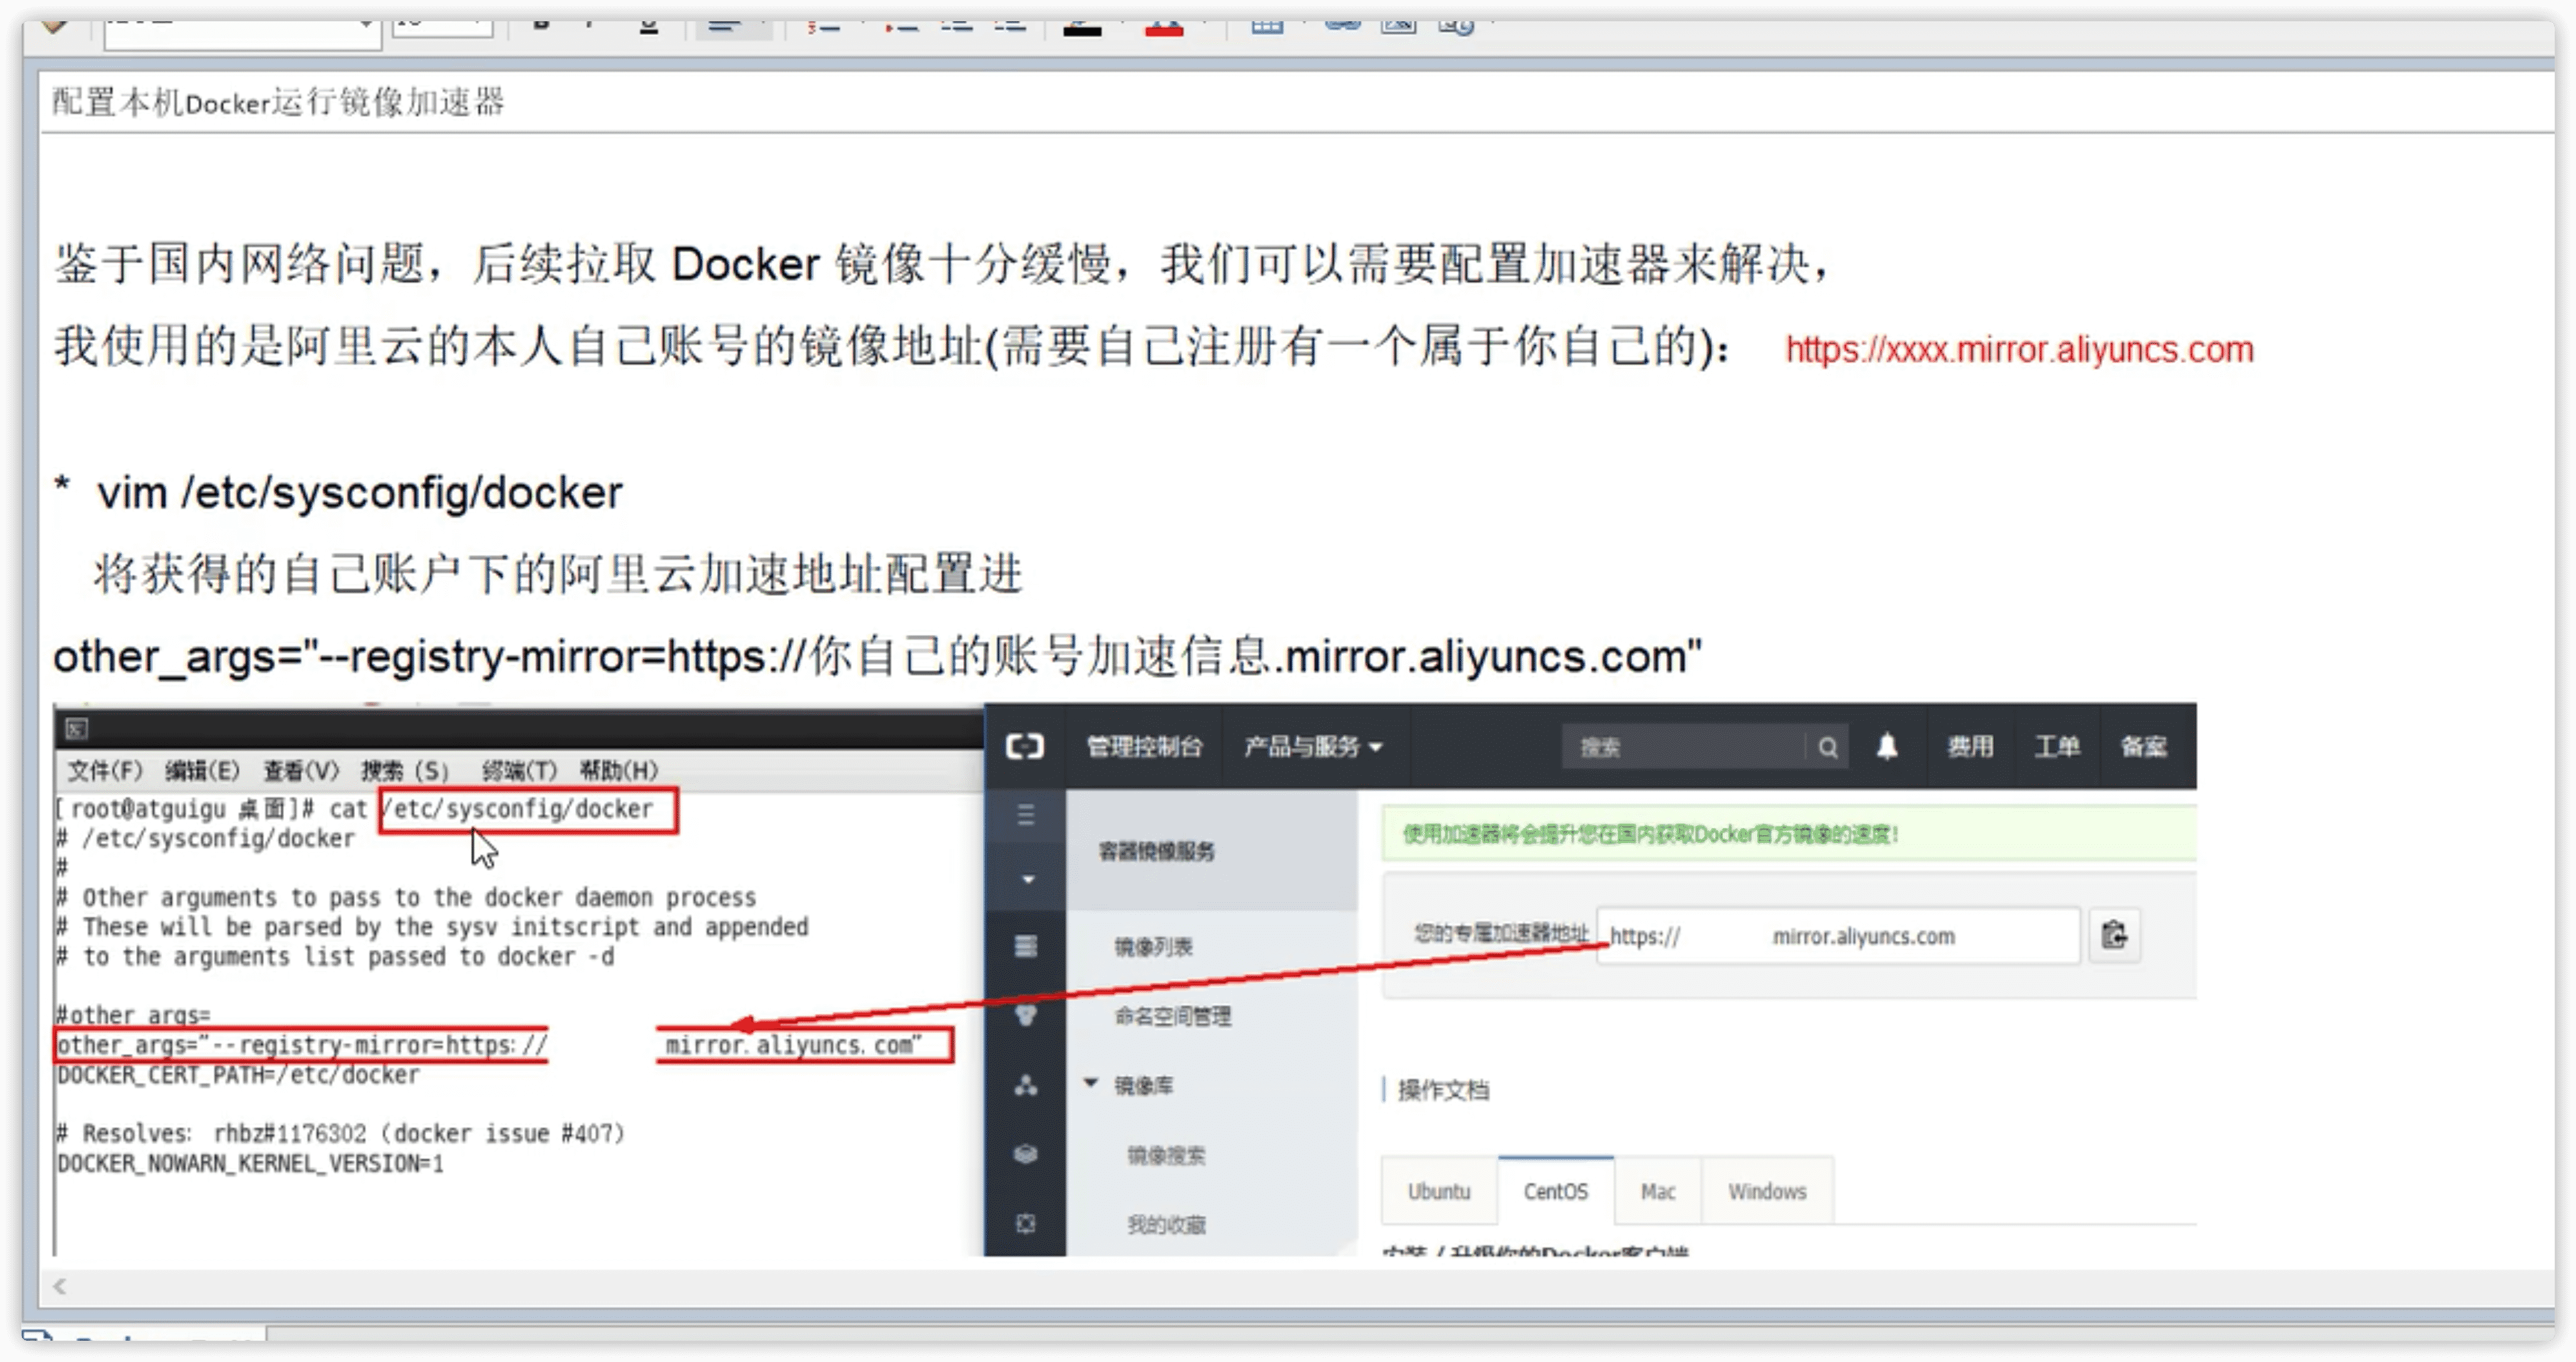 配置本机Docker运行镜像加速器
鉴于国内网络问题，后续拉取 Docker 镜像十分缓慢，我们可以需要配置加速器来解决，
我使用的是阿里云的本人自己账号的镜像地址(需要自己注册有一个属于你自己的)： https://xxxx.mirror.aliyuncs.com
* vim /etc/sysconfig/docker
将获得的自己账户下的阿里云加速地址配置进
other_args="--registry-mirror=https://你自己的账号加速信息.mirror.aliyuncs.com"
文件(F) 编辑(E) 查看(V) 搜索 (S) 终端(T) 帮助(H)
[root@atguigu 桌面]# cat /etc/sysconfig/docker
# /etc/sysconfig/docker
#
# Other arguments to pass to the docker daemon process
# These will be parsed by the sysv initscript and appended
# to the arguments list passed to docker -d
#other_args=
other_args="--registry-mirror=https://          mirror.aliyuncs.com"
DOCKER_CERT_PATH=/etc/docker
# Resolves: rhbz#1176302 (docker issue #407)
DOCKER_NOWARN_KERNEL_VERSION=1
管理控制台 产品与服务 搜索 费用 工单 备案
容器镜像服务
镜像列表
命名空间管理
镜像库
镜像搜索
我的收藏
使用加速器将会提升您在国内获取Docker官方镜像的速度！
您的专属加速器地址 https://          mirror.aliyuncs.com
操作文档
Ubuntu CentOS Mac Windows
安装 / 升级你的Docker客户端